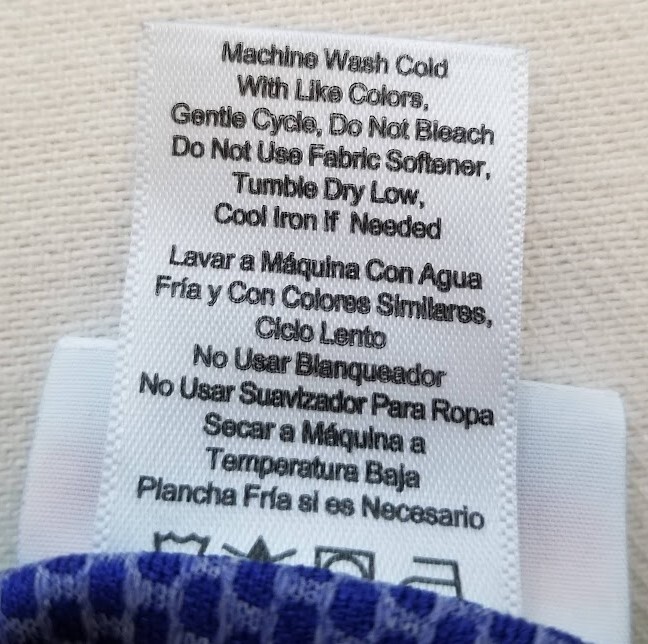 Machine Wash Cold
With Like Colors,
Gentle Cycle, Do Not Bleach
Do Not Use Fabric Softener,
Tumble Dry Low,
Cool Iron If Needed
Lavar a Máquina Con Agua
Fría y Con Colores Similares,
Ciclo Lento
No Usar Blanqueador
No Usar Suavizador Para Ropa
Secar a Máquina a
Temperatura Baja
Plancha Fría si es Necesario